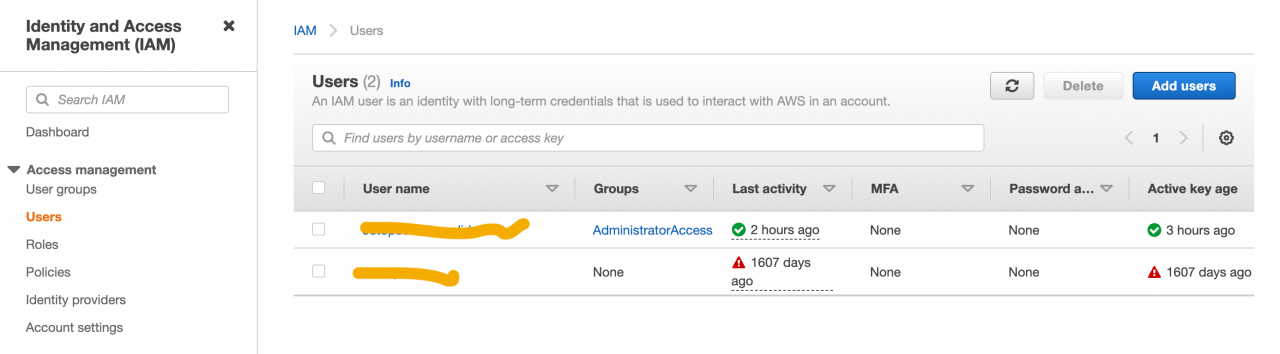 Identity and Access
Management (IAM)
Search IAM
Dashboard
Access management
User groups
Users
Roles
Policies
Identity providers
Account settings
IAM > Users
Users (2) Info
An IAM user is an identity with long-term credentials that is used to interact with AWS in an account.
Delete
Add users
Find users by username or access key
1
User name Groups Last activity MFA Password a... Active key age
AdministratorAccess 2 hours ago None None 3 hours ago
None 1607 days ago None None 1607 days ago